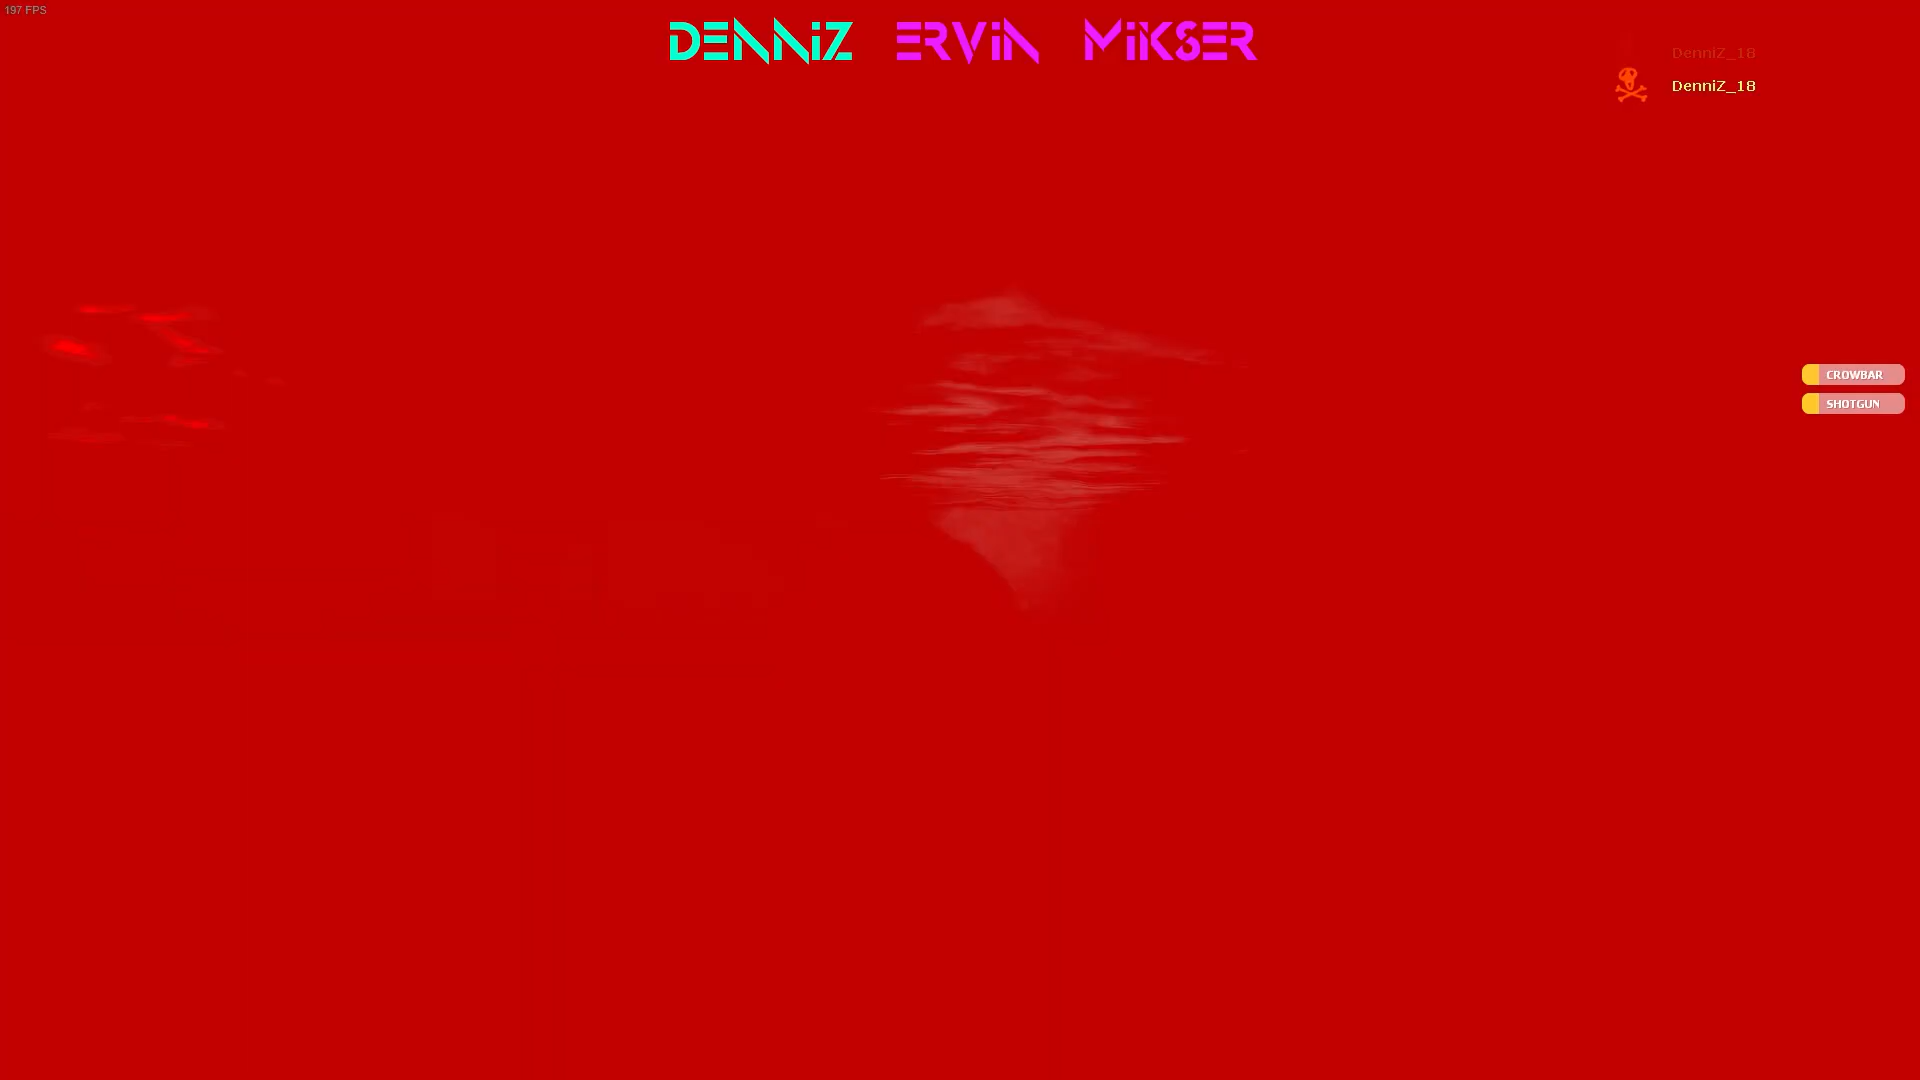 197 FPS
DENNiZ ERViN MiKSER
DenniZ_18
DenniZ_18
CROWBAR
SHOTGUN